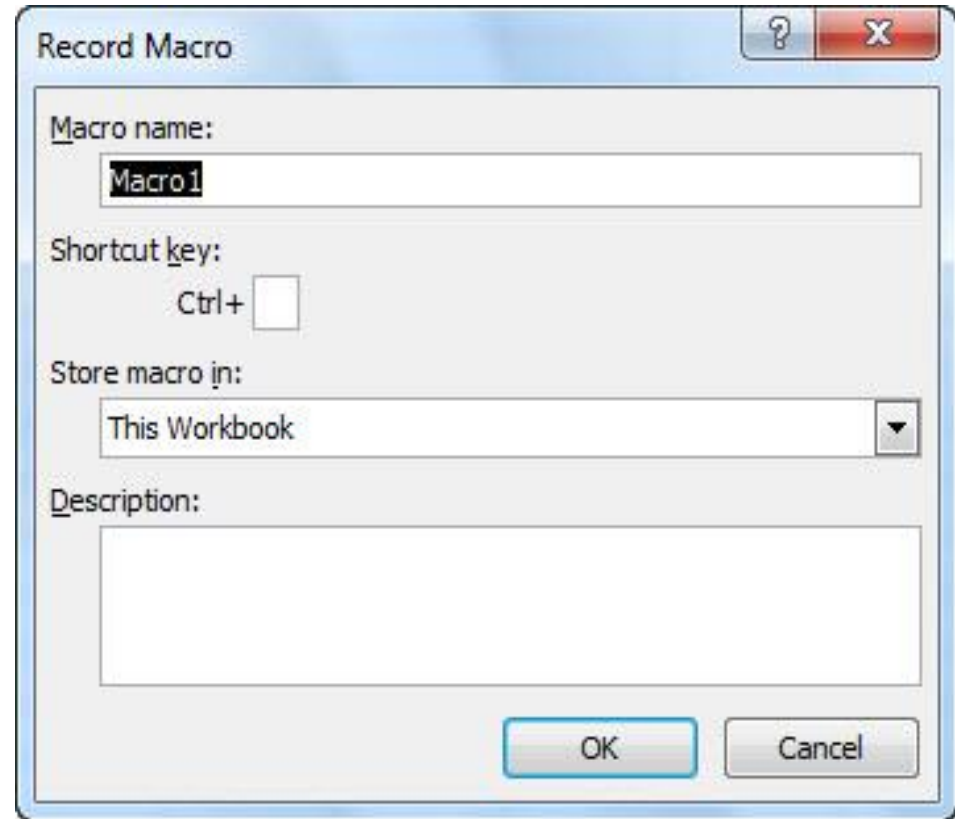 Record Macro
?
Macro name:
Macro1
Shortcut key:
Ctrl+
Store macro in:
This Workbook
Description:
OK Cancel